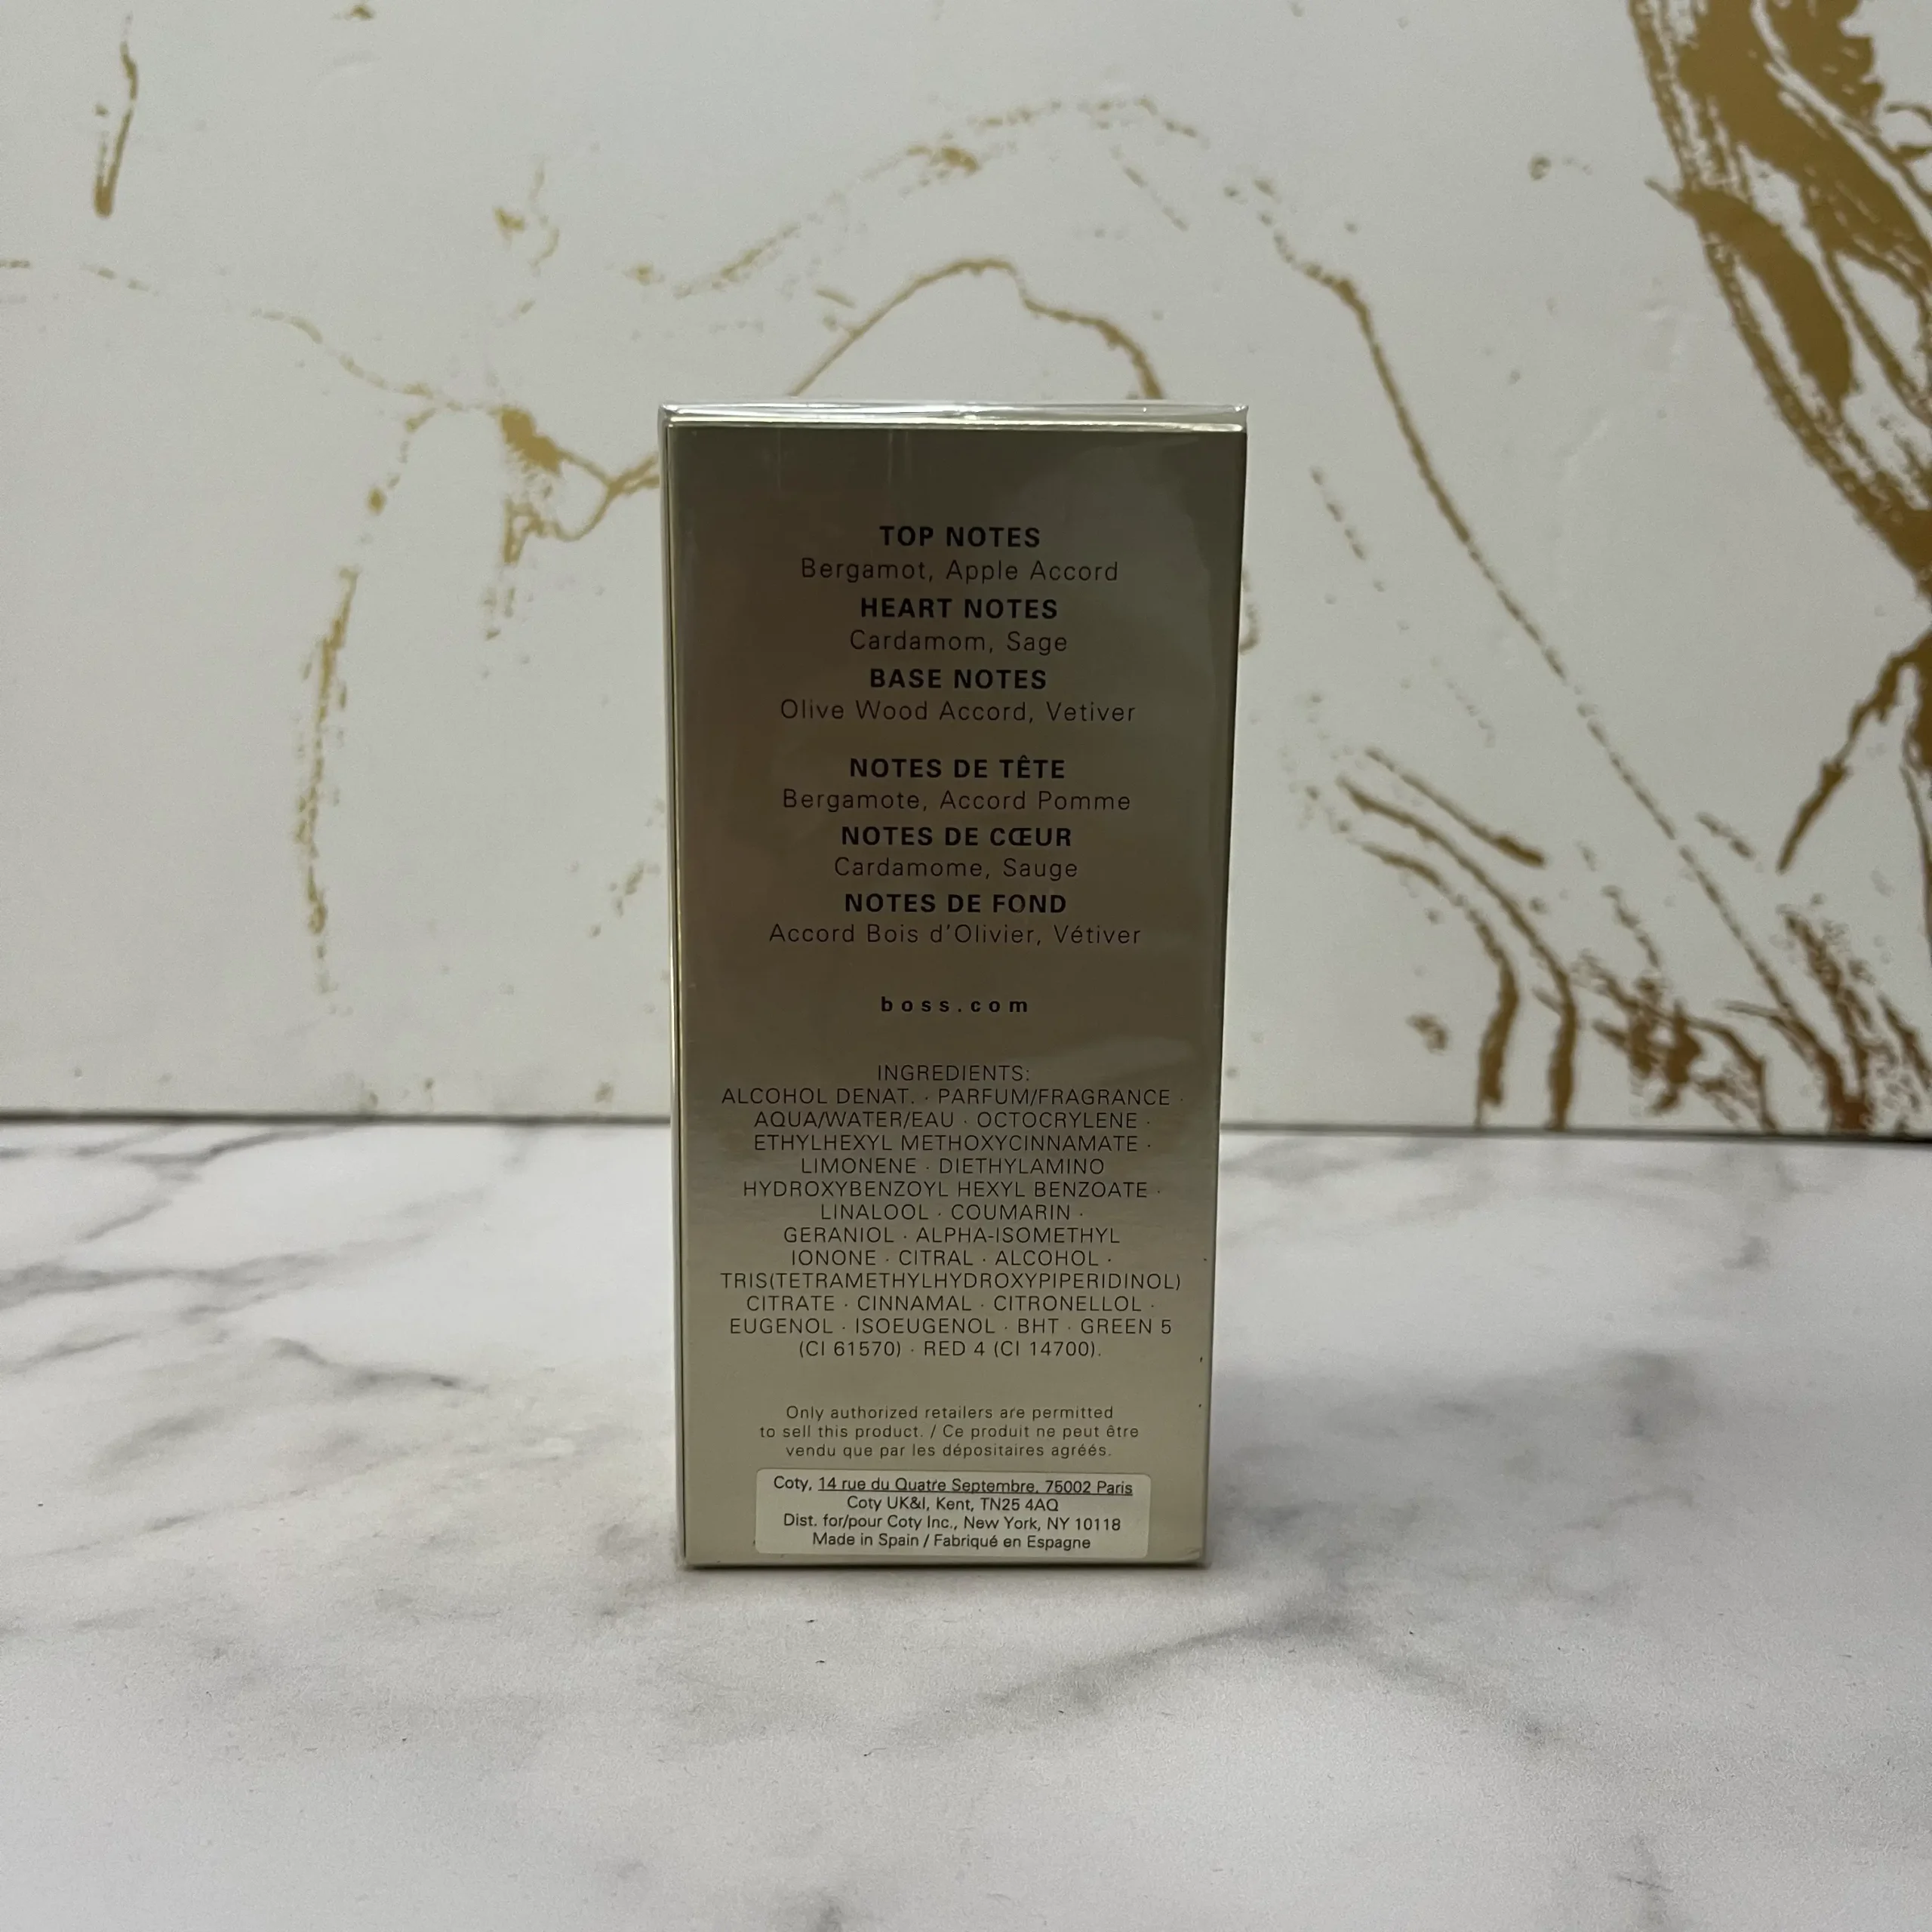 TOP NOTES
Bergamot, Apple Accord
HEART NOTES
Cardamom, Sage
BASE NOTES
Olive Wood Accord, Vetiver
NOTES DE TÊTE
Bergamote, Accord Pomme
NOTES DE CŒUR
Cardamome, Sauge
NOTES DE FOND
Accord Bois d'Olivier, Vétiver
boss.com
INGREDIENTS:
ALCOHOL DENAT. · PARFUM/FRAGRANCE ·
AQUA/WATER/EAU · OCTOCRYLENE ·
ETHYLHEXYL METHOXYCINNAMATE ·
LIMONENE · DIETHYLAMINO
HYDROXYBENZOYL HEXYL BENZOATE ·
LINALOOL · COUMARIN ·
GERANIOL · ALPHA-ISOMETHYL
IONONE · CITRAL · ALCOHOL ·
TRIS(TETRAMETHYLHYDROXYPIPERIDINOL)
CITRATE · CINNAMAL · CITRONELLOL ·
EUGENOL · ISOEUGENOL · BHT · GREEN 5
(CI 61570) · RED 4 (CI 14700).
Only authorized retailers are permitted
to sell this product. / Ce produit ne peut être
vendu que par les dépositaires agréés.
Coty, 14 rue du Quatre Septembre, 75002 Paris
Coty UK&I, Kent, TN25 4AQ
Dist. for/pour Coty Inc., New York, NY 10118
Made in Spain / Fabriqué en Espagne